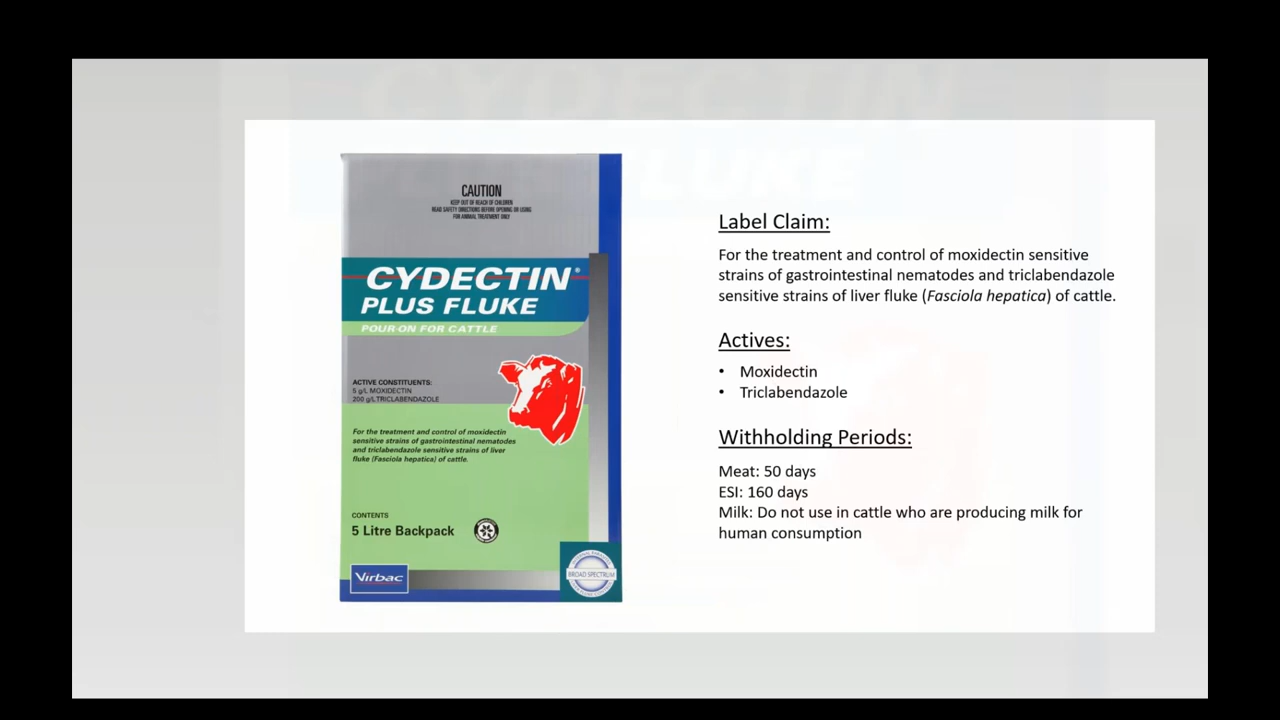 CAUTION
KEEP OUT OF REACH OF CHILDREN
READ SAFETY DIRECTIONS BEFORE OPENING OR USING
FOR ANIMAL TREATMENT ONLY
CYDECTIN®
PLUS FLUKE
POUR-ON FOR CATTLE
ACTIVE CONSTITUENTS:
5 g/L MOXIDECTIN
200 g/L TRICLABENDAZOLE
For the treatment and control of moxidectin
sensitive strains of gastrointestinal nematodes
and triclabendazole sensitive strains of liver
fluke (Fasciola hepatica) of cattle.
CONTENTS
5 Litre Backpack
Virbac
BROAD SPECTRUM
Label Claim:
For the treatment and control of moxidectin sensitive
strains of gastrointestinal nematodes and triclabendazole
sensitive strains of liver fluke (Fasciola hepatica) of cattle.
Actives:
• Moxidectin
• Triclabendazole
Withholding Periods:
Meat: 50 days
ESI: 160 days
Milk: Do not use in cattle who are producing milk for
human consumption